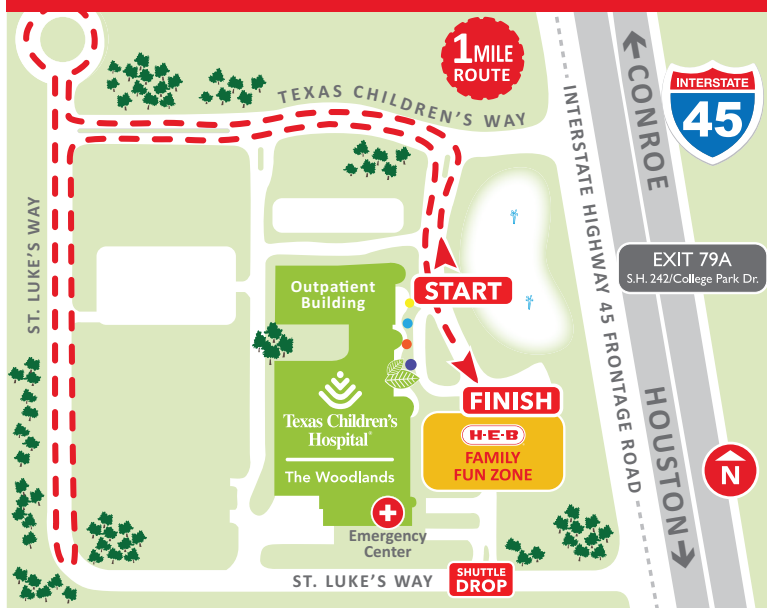 1 MILE
ROUTE
TEXAS CHILDREN'S WAY
CONROE
INTERSTATE
45
INTERSTATE HIGHWAY 45 FRONTAGE ROAD
ST. LUKE'S WAY
EXIT 79A
S.H. 242/College Park Dr.
Outpatient
Building
START
FINISH
H-E-B
FAMILY
FUN ZONE
Texas Children's
Hospital®
The Woodlands
HOUSTON
N
Emergency
Center
ST. LUKE'S WAY
SHUTTLE
DROP